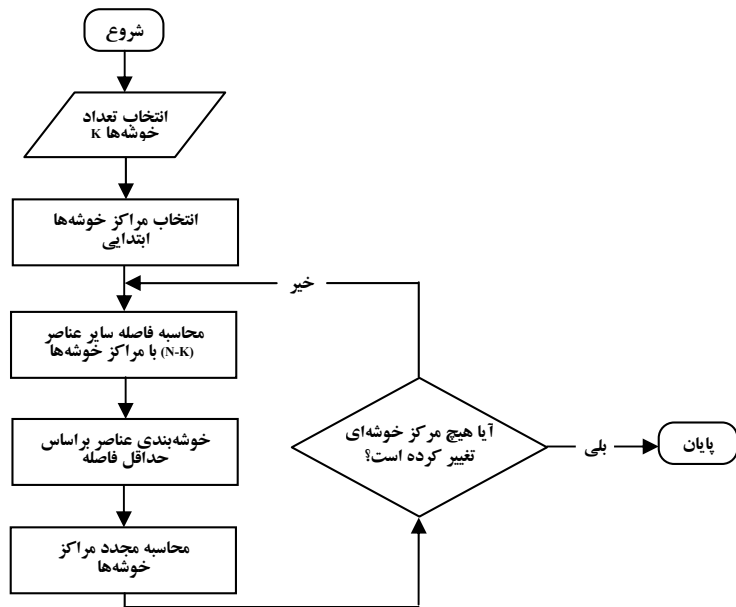 شروع
انتخاب تعداد
خوشه‌ها K
انتخاب مراکز خوشه‌ها
ابتدایی
خیر
محاسبه فاصله سایر عناصر
(N-K) با مراکز خوشه‌ها
خوشه‌بندی عناصر براساس
حداقل فاصله
آیا هیچ مرکز خوشه‌ای
تغییر کرده است؟
بلی
پایان
محاسبه مجدد مراکز
خوشه‌ها